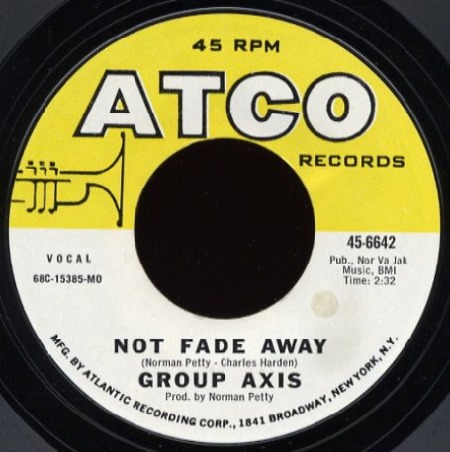 45 RPM
ATCO
RECORDS
VOCAL
68C-15385-MO
45-6642
Pub., Nor Va Jak
Music, BMI
Time: 2:32
NOT FADE AWAY
(Norman Petty - Charles Harden)
GROUP AXIS
Prod. by Norman Petty
MFG. BY ATLANTIC RECORDING CORP., 1841 BROADWAY, NEW YORK, N.Y.